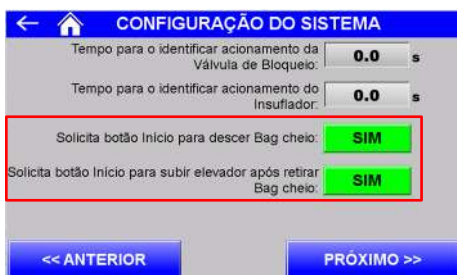 CONFIGURAÇÃO DO SISTEMA
Tempo para o identificar acionamento da
Válvula de Bloqueio: 0.0 s
Tempo para o identificar acionamento do
Insuflador: 0.0 s
Solicita botão Início para descer Bag cheio: SIM
Solicita botão Início para subir elevador após retirar
Bag cheio: SIM
<< ANTERIOR PRÓXIMO >>